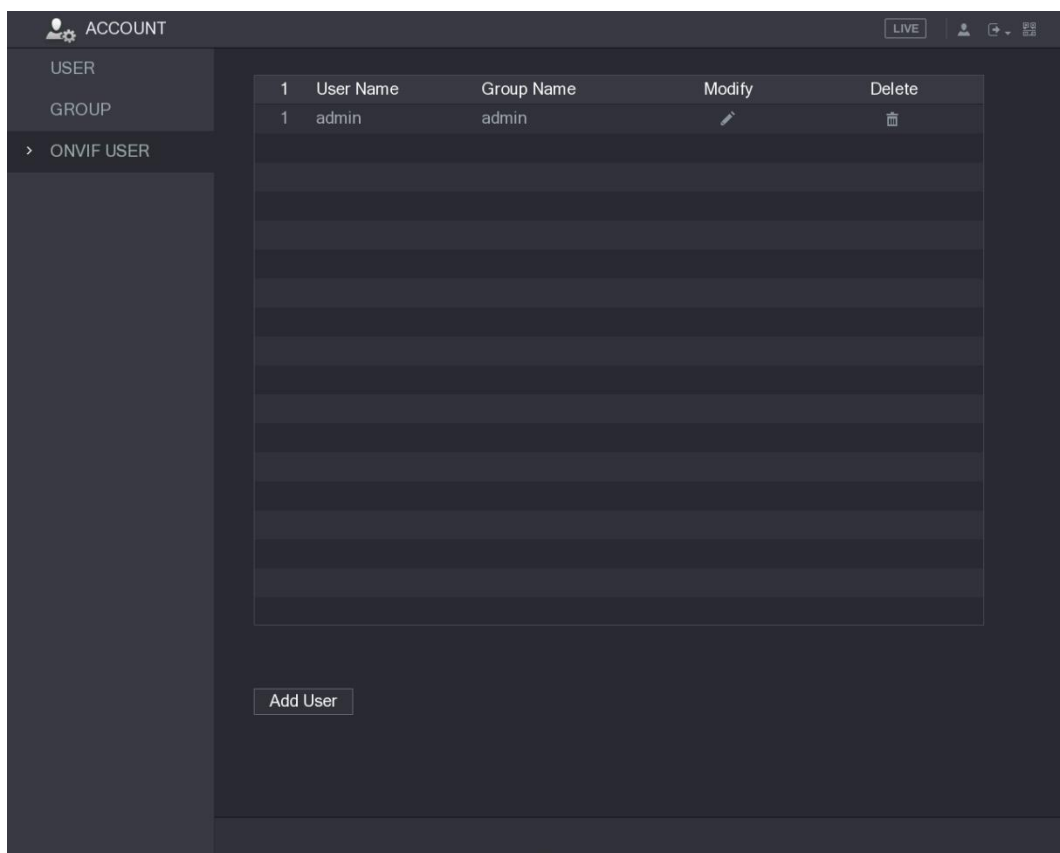 ACCOUNT LIVE
USER
GROUP
ONVIF USER
1 User Name Group Name Modify Delete
1 admin admin
Add User